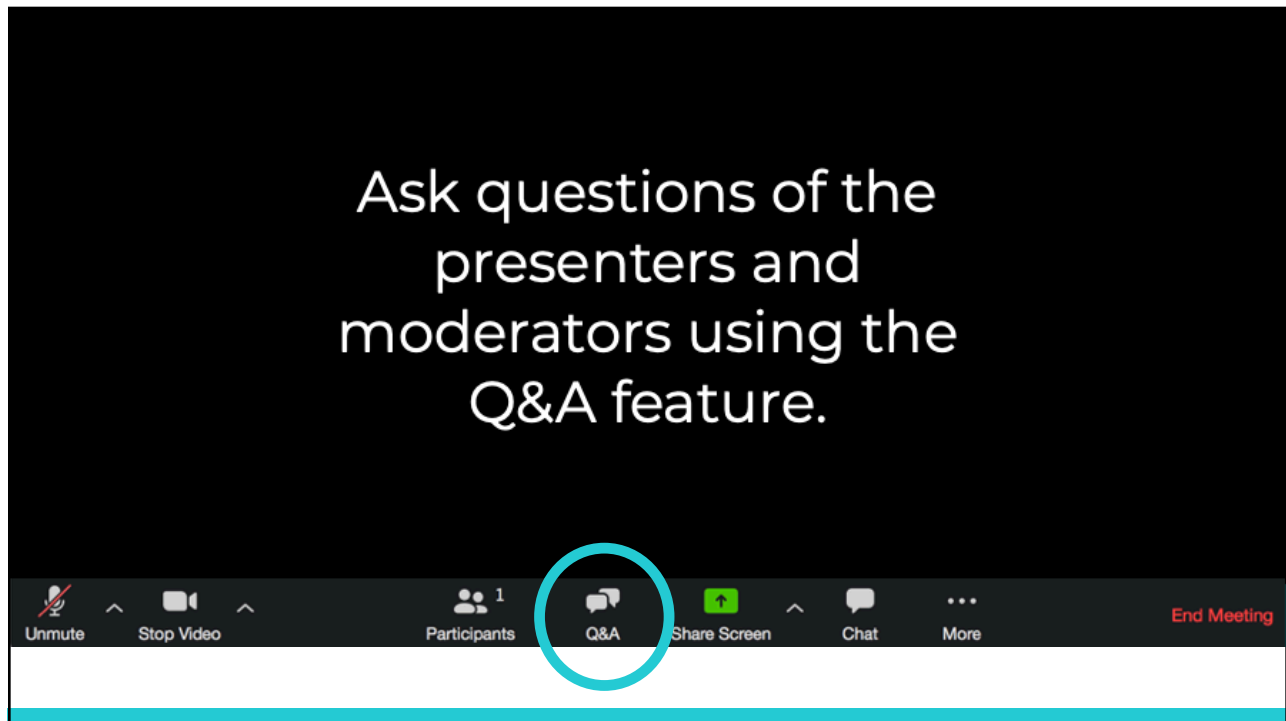 Ask questions of the
presenters and
moderators using the
Q&A feature.
1
Unmute
Stop Video
Participants
Q&A
Share Screen
Chat
More
End Meeting